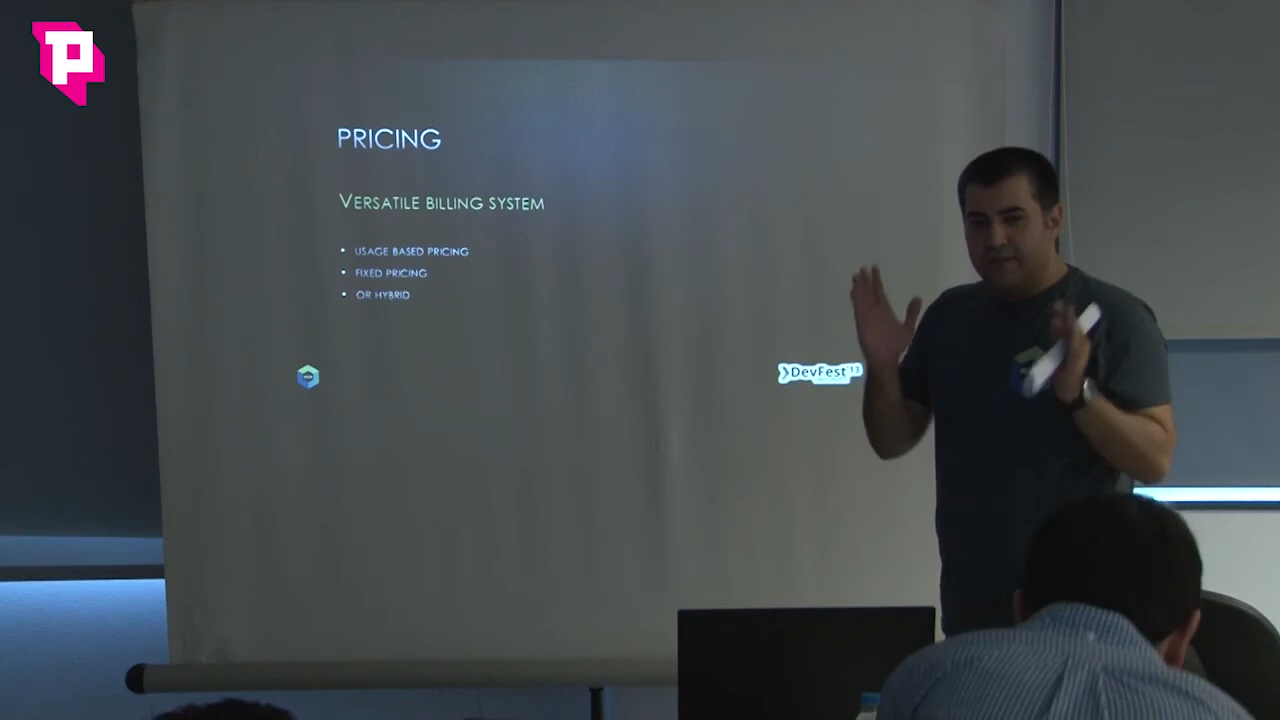 P
PRICING
VERSATILE BILLING SYSTEM
• USAGE BASED PRICING
• FIXED PRICING
• OR HYBRID
DevFest '13